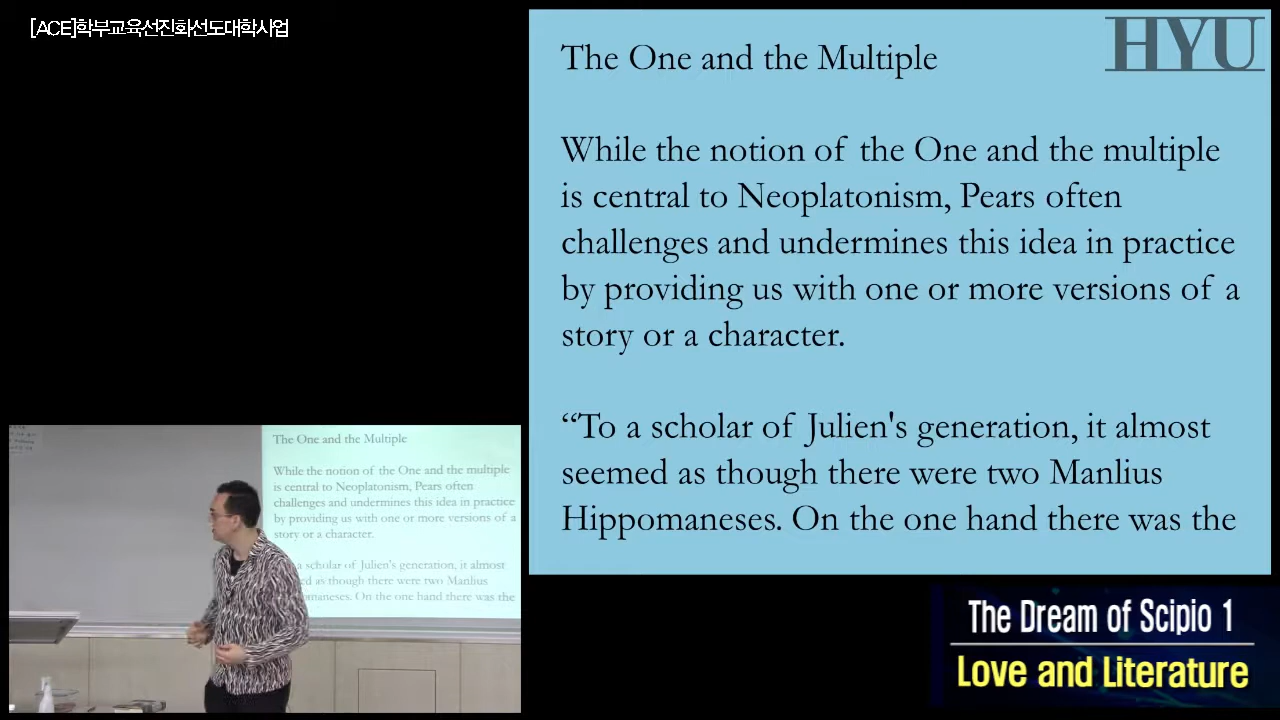 [ACE]학부교육선진화선도대학사업
HYU
The One and the Multiple
While the notion of the One and the multiple
is central to Neoplatonism, Pears often
challenges and undermines this idea in practice
by providing us with one or more versions of a
story or a character.
“To a scholar of Julien's generation, it almost
seemed as though there were two Manlius
Hippomaneses. On the one hand there was the
The One and the Multiple
While the notion of the One and the multiple
is central to Neoplatonism, Pears often
challenges and undermines this idea in practice
by providing us with one or more versions of a
story or a character.
a scholar of Julien's generation, it almost
as though there were two Manlius
On the one hand there was the
The Dream of Scipio 1
Love and Literature